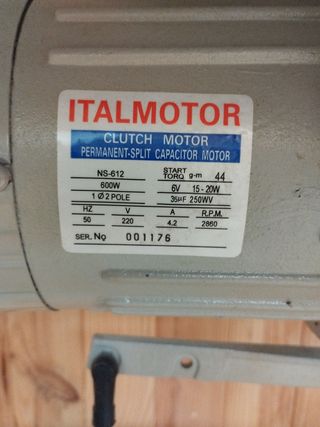 ITALMOTOR
CLUTCH MOTOR
PERMANENT-SPLIT CAPACITOR MOTOR
NS-612 START TORQ g-m 44
600W 6V 15-20W
1 Ø 2 POLE 35µF 250WV
HZ V A R.P.M.
50 220 4.2 2860
SER. No 001176